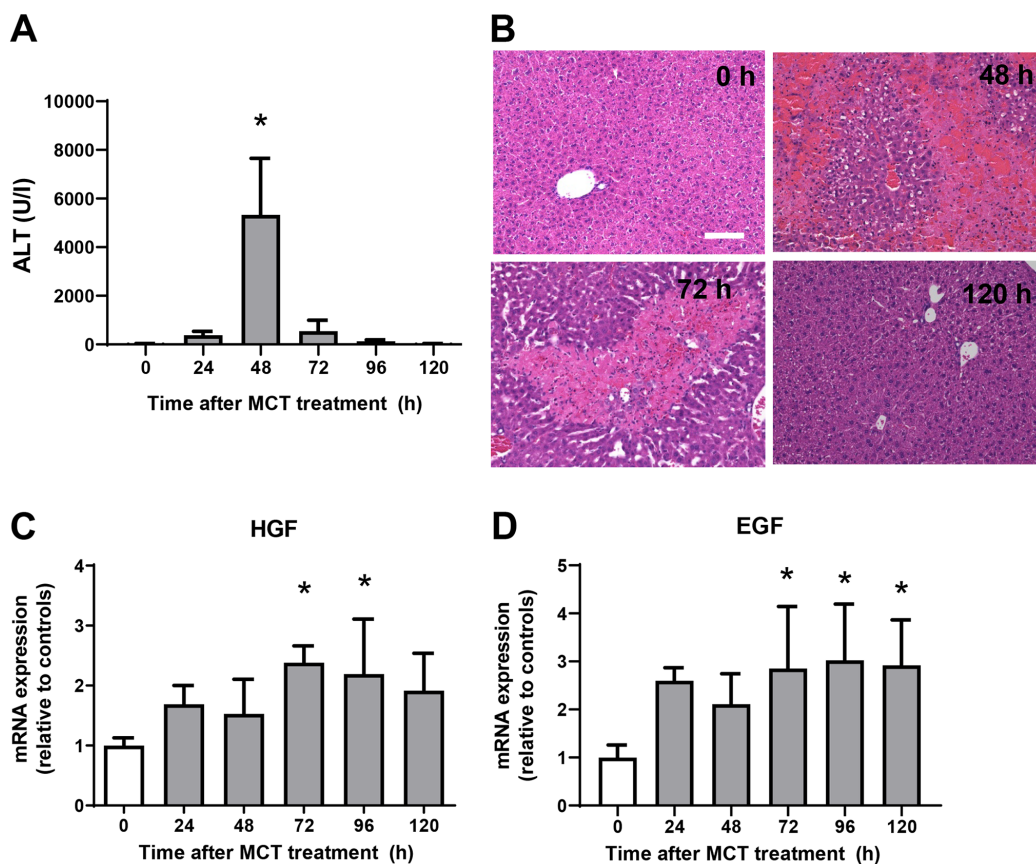 A
ALT (U/I)
10000
8000
6000
4000
2000
0
*
0 24 48 72 96 120
Time after MCT treatment (h)
B
0 h
48 h
72 h
120 h
C
HGF
mRNA expression
(relative to controls)
4
3
2
1
0
* *
0 24 48 72 96 120
Time after MCT treatment (h)
D
EGF
mRNA expression
(relative to controls)
5
4
3
2
1
0
* * *
0 24 48 72 96 120
Time after MCT treatment (h)